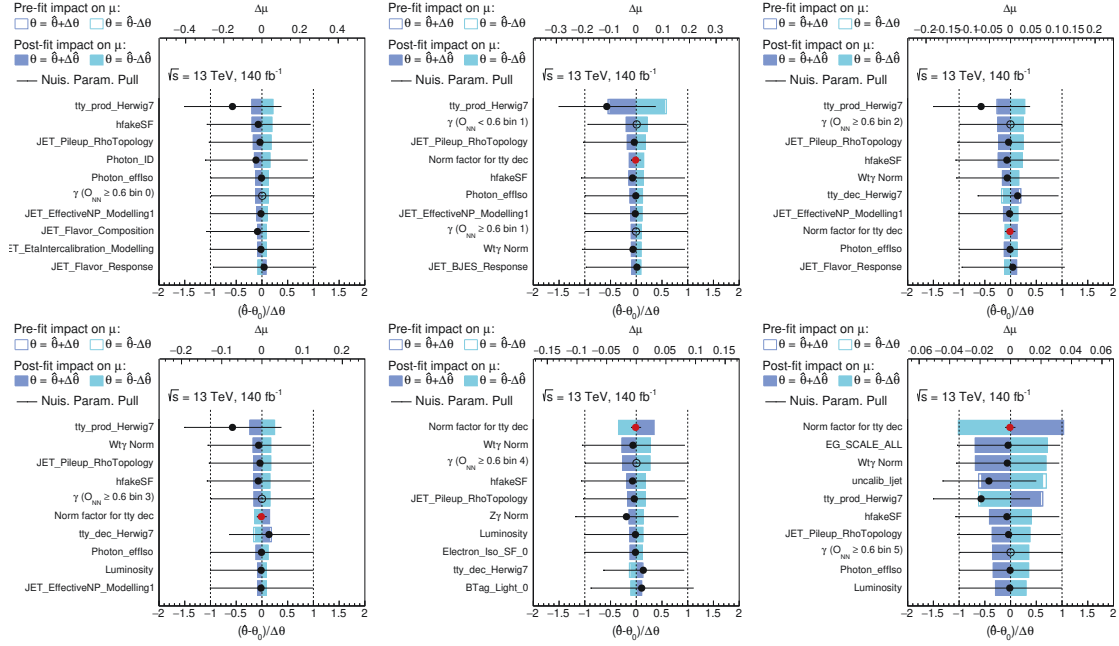 Pre-fit impact on μ:
θ = θ̂+Δθ θ = θ̂-Δθ
Post-fit impact on μ:
θ = θ̂+Δθ̂ θ = θ̂-Δθ̂
Nuis. Param. Pull
Δμ
−0.4 −0.2 0 0.2 0.4
√s = 13 TeV, 140 fb⁻¹
tty_prod_Herwig7
hfakeSF
JET_Pileup_RhoTopology
Photon_ID
Photon_effIso
γ (O_NN ≥ 0.6 bin 0)
JET_EffectiveNP_Modelling1
JET_Flavor_Composition
ET_EtaIntercalibration_Modelling
JET_Flavor_Response
−2 −1.5 −1 −0.5 0 0.5 1 1.5 2
(θ̂-θ₀)/Δθ
Pre-fit impact on μ:
θ = θ̂+Δθ θ = θ̂-Δθ
Post-fit impact on μ:
θ = θ̂+Δθ̂ θ = θ̂-Δθ̂
Nuis. Param. Pull
Δμ
−0.3 −0.2 −0.1 0 0.1 0.2 0.3
√s = 13 TeV, 140 fb⁻¹
tty_prod_Herwig7
γ (O_NN < 0.6 bin 1)
JET_Pileup_RhoTopology
Norm factor for tty dec
hfakeSF
Photon_effIso
JET_EffectiveNP_Modelling1
γ (O_NN ≥ 0.6 bin 1)
Wtγ Norm
JET_BJES_Response
−2 −1.5 −1 −0.5 0 0.5 1 1.5 2
(θ̂-θ₀)/Δθ
Pre-fit impact on μ:
θ = θ̂+Δθ θ = θ̂-Δθ
Post-fit impact on μ:
θ = θ̂+Δθ̂ θ = θ̂-Δθ̂
Nuis. Param. Pull
Δμ
−0.2 −0.15 −0.1 −0.05 0 0.05 0.1 0.15 0.2
√s = 13 TeV, 140 fb⁻¹
tty_prod_Herwig7
γ (O_NN ≥ 0.6 bin 2)
JET_Pileup_RhoTopology
hfakeSF
Wtγ Norm
tty_dec_Herwig7
JET_EffectiveNP_Modelling1
Norm factor for tty dec
Photon_effIso
JET_Flavor_Response
−2 −1.5 −1 −0.5 0 0.5 1 1.5 2
(θ̂-θ₀)/Δθ
Pre-fit impact on μ:
θ = θ̂+Δθ θ = θ̂-Δθ
Post-fit impact on μ:
θ = θ̂+Δθ̂ θ = θ̂-Δθ̂
Nuis. Param. Pull
Δμ
−0.2 −0.1 0 0.1 0.2
√s = 13 TeV, 140 fb⁻¹
tty_prod_Herwig7
Wtγ Norm
JET_Pileup_RhoTopology
hfakeSF
γ (O_NN ≥ 0.6 bin 3)
Norm factor for tty dec
tty_dec_Herwig7
Photon_effIso
Luminosity
JET_EffectiveNP_Modelling1
−2 −1.5 −1 −0.5 0 0.5 1 1.5 2
(θ̂-θ₀)/Δθ
Pre-fit impact on μ:
θ = θ̂+Δθ θ = θ̂-Δθ
Post-fit impact on μ:
θ = θ̂+Δθ̂ θ = θ̂-Δθ̂
Nuis. Param. Pull
Δμ
−0.15 −0.1 −0.05 0 0.05 0.1 0.15
√s = 13 TeV, 140 fb⁻¹
Norm factor for tty dec
Wtγ Norm
γ (O_NN ≥ 0.6 bin 4)
hfakeSF
JET_Pileup_RhoTopology
Zγ Norm
Luminosity
Electron_Iso_SF_0
tty_dec_Herwig7
BTag_Light_0
−2 −1.5 −1 −0.5 0 0.5 1 1.5 2
(θ̂-θ₀)/Δθ
Pre-fit impact on μ:
θ = θ̂+Δθ θ = θ̂-Δθ
Post-fit impact on μ:
θ = θ̂+Δθ̂ θ = θ̂-Δθ̂
Nuis. Param. Pull
Δμ
−0.06 −0.04 −0.02 0 0.02 0.04 0.06
√s = 13 TeV, 140 fb⁻¹
Norm factor for tty dec
EG_SCALE_ALL
Wtγ Norm
uncalib_ljet
tty_prod_Herwig7
hfakeSF
JET_Pileup_RhoTopology
γ (O_NN ≥ 0.6 bin 5)
Photon_effIso
Luminosity
−2 −1.5 −1 −0.5 0 0.5 1 1.5 2
(θ̂-θ₀)/Δθ